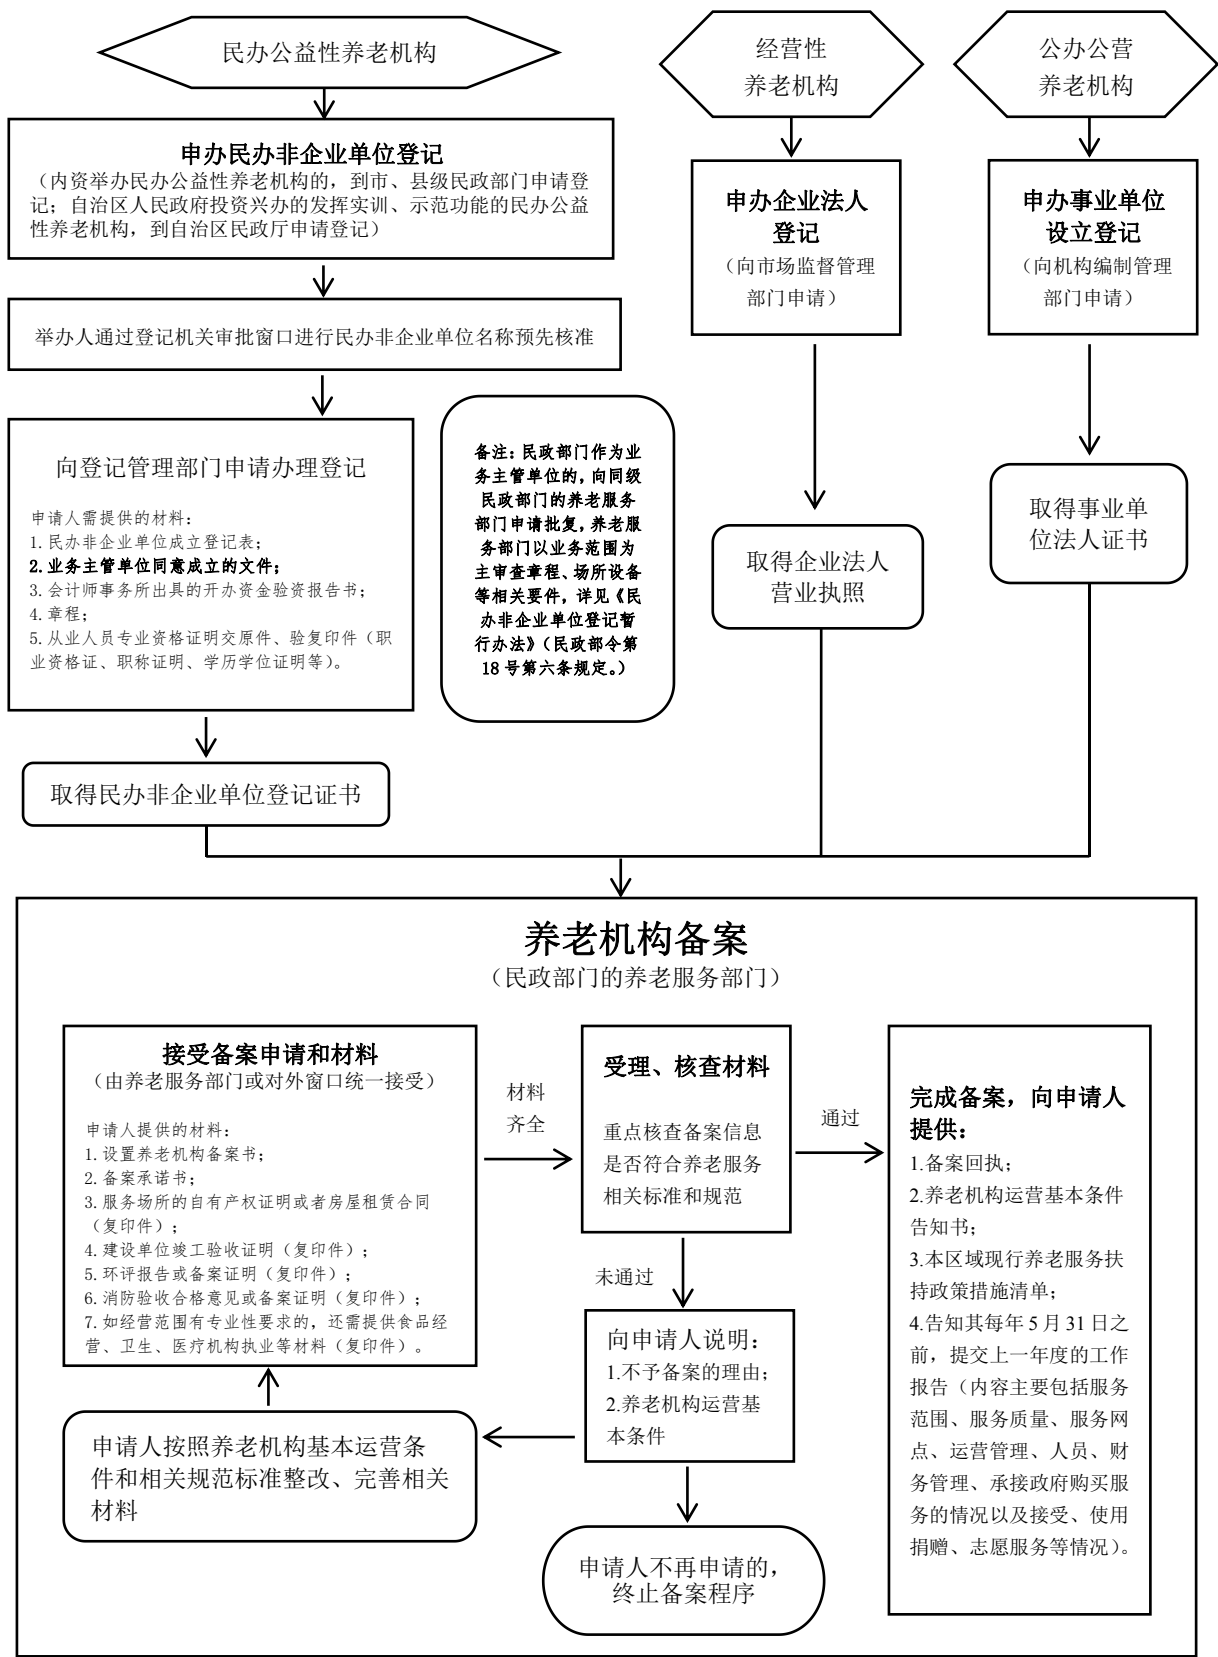 民办公益性养老机构
经营性
养老机构
公办公营
养老机构
申办民办非企业单位登记
（内资举办民办公益性养老机构的，到市、县级民政部门申请登
记；自治区人民政府投资兴办的发挥实训、示范功能的民办公益
性养老机构，到自治区民政厅申请登记）
申办企业法人
登记
（向市场监督管理
部门申请）
申办事业单位
设立登记
（向机构编制管理
部门申请）
举办人通过登记机关审批窗口进行民办非企业单位名称预先核准
向登记管理部门申请办理登记
申请人需提供的材料：
1.民办非企业单位成立登记表；
2.业务主管单位同意成立的文件；
3.会计师事务所出具的开办资金验资报告书；
4.章程；
5.从业人员专业资格证明交原件、验复印件（职
业资格证、职称证明、学历学位证明等）。
备注：民政部门作为业
务主管单位的，向同级
民政部门的养老服务
部门申请批复，养老服
务部门以业务范围为
主审查章程、场所设备
等相关要件，详见《民
办非企业单位登记暂
行办法》（民政部令第
18号第六条规定。）
取得企业法人
营业执照
取得事业单
位法人证书
取得民办非企业单位登记证书
养老机构备案
（民政部门的养老服务部门）
接受备案申请和材料
（由养老服务部门或对外窗口统一接受）
申请人提供的材料：
1.设置养老机构备案书；
2.备案承诺书；
3.服务场所的自有产权证明或者房屋租赁合同
（复印件）；
4.建设单位竣工验收证明（复印件）；
5.环评报告或备案证明（复印件）；
6.消防验收合格意见或备案证明（复印件）；
7.如经营范围有专业性要求的，还需提供食品经
营、卫生、医疗机构执业等材料（复印件）。
材料
齐全
受理、核查材料
重点核查备案信息
是否符合养老服务
相关标准和规范
通过
完成备案，向申请人
提供：
1.备案回执；
2.养老机构运营基本条件
告知书；
3.本区域现行养老服务扶
持政策措施清单；
4.告知其每年5月31日之
前，提交上一年度的工作
报告（内容主要包括服务
范围、服务质量、服务网
点、运营管理、人员、财
务管理、承接政府购买服
务的情况以及接受、使用
捐赠、志愿服务等情况）。
未通过
向申请人说明：
1.不予备案的理由；
2.养老机构运营基
本条件
申请人按照养老机构基本运营条
件和相关规范标准整改、完善相关
材料
申请人不再申请的，
终止备案程序